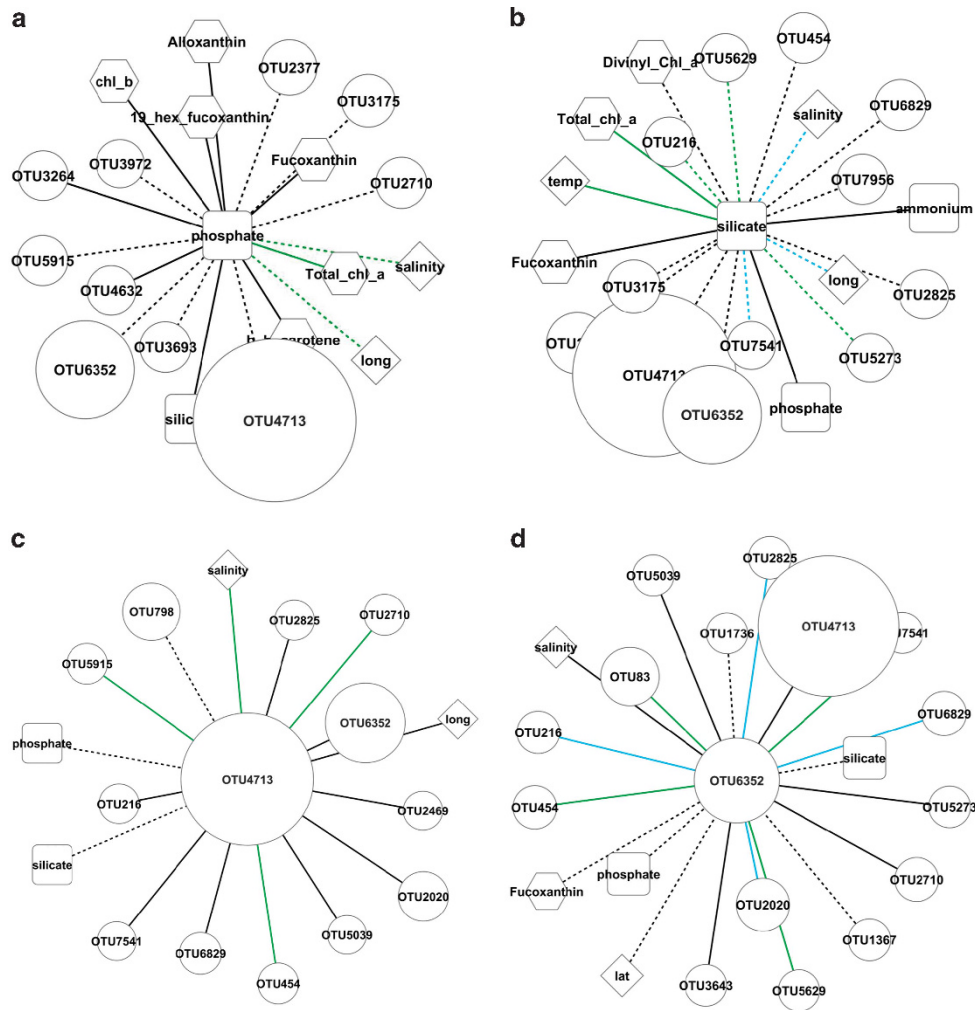 a
Alloxanthin
OTU2377
chl_b
19_hex_fucoxanthin
OTU3175
OTU3972
Fucoxanthin
OTU3264
OTU2710
phosphate
OTU5915
Total_chl_a
salinity
OTU4632
OTU3693
long
OTU6352
OTU4713
b
OTU454
Divinyl_Chl_a
OTU5629
Total_chl_a
salinity
OTU6829
OTU216
temp
OTU7956
ammonium
silicate
Fucoxanthin
OTU3175
long
OTU2825
OTU7541
OTU5273
OTU4713
OTU6352
phosphate
c
salinity
OTU798
OTU2825
OTU2710
OTU5915
OTU6352
long
phosphate
OTU4713
OTU216
OTU2469
silicate
OTU2020
OTU7541
OTU6829
OTU5039
OTU454
d
OTU2825
OTU5039
OTU4713
OTU1736
7541
salinity
OTU83
OTU6829
OTU216
silicate
OTU6352
OTU454
OTU5273
Fucoxanthin
phosphate
OTU2710
OTU2020
OTU1367
lat
OTU3643
OTU5629